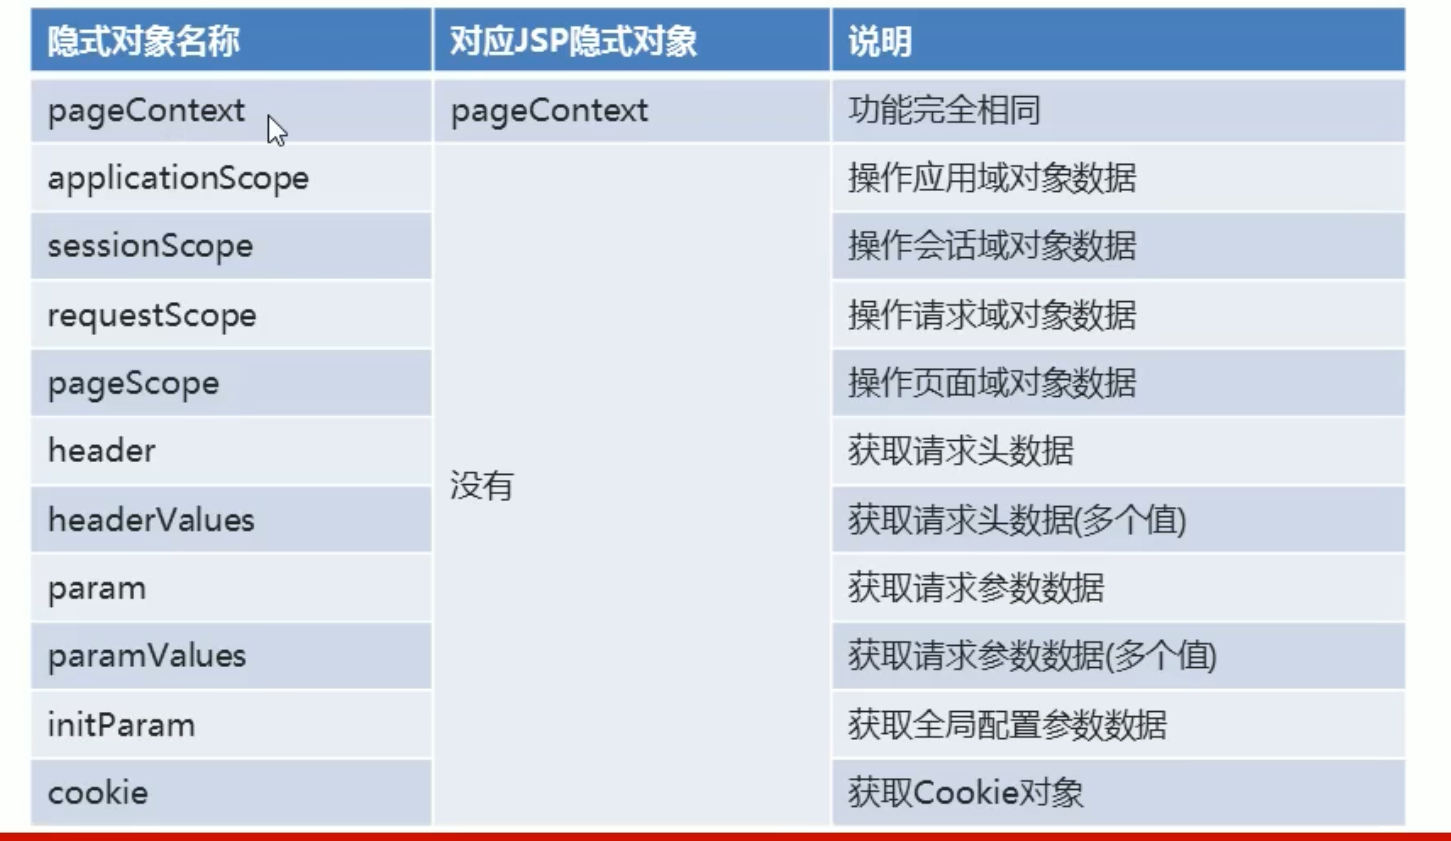 隐式对象名称 对应JSP隐式对象 说明
pageContext pageContext 功能完全相同
applicationScope 操作应用域对象数据
sessionScope 操作会话域对象数据
requestScope 操作请求域对象数据
pageScope 操作页面域对象数据
header 获取请求头数据
没有
headerValues 获取请求头数据(多个值)
param 获取请求参数数据
paramValues 获取请求参数数据(多个值)
initParam 获取全局配置参数数据
cookie 获取Cookie对象